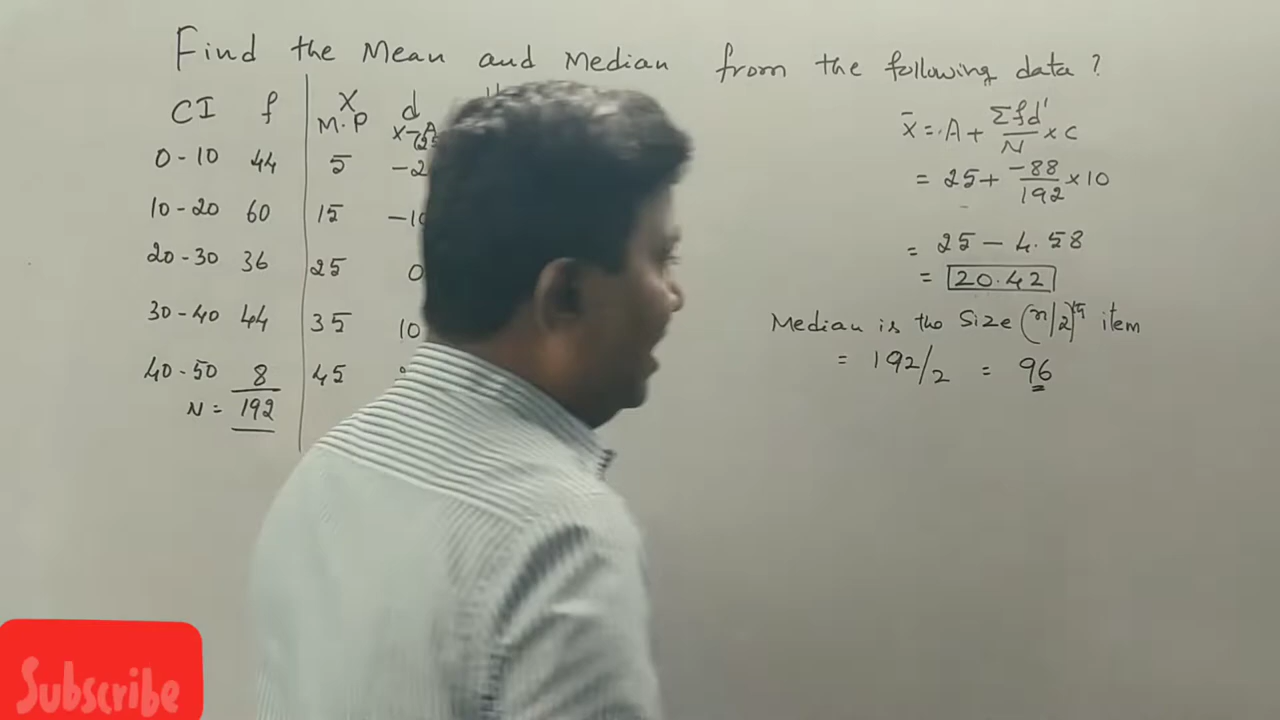 Find the Mean and Median from the following data ?
CI f X d
M.P X-A
0-10 44 5
10-20 60 15
20-30 36 25 0
30-40 44 35 10
40-50 8 45
N = 192
x̄ = A + Σfd'/N × C
= 25 + -88/192 × 10
= 25 - 4.58
= 20.42
Median is the Size (n/2)th item
= 192/2 = 96
Subscribe